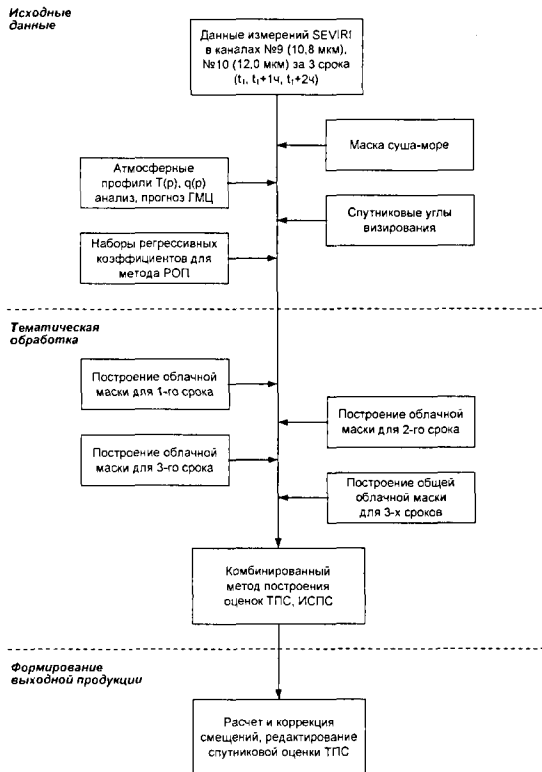 Исходные
данные
Данные измерений SEVIRI
в каналах №9 (10,8 мкм),
№10 (12,0 мкм) за 3 срока
(t₁, t₁+1ч, t₁+2ч)
Маска суша-море
Атмосферные
профили T(p), q(p)
анализ, прогноз ГМЦ
Спутниковые углы
визирования
Наборы регрессивных
коэффициентов для
метода РОП
Тематическая
обработка
Построение облачной
маски для 1-го срока
Построение облачной
маски для 2-го срока
Построение облачной
маски для 3-го срока
Построение общей
облачной маски
для 3-х сроков
Комбинированный
метод построения
оценок ТПС, ИСПС
Формирование
выходной продукции
Расчет и коррекция
смещений, редактирование
спутниковой оценки ТПС